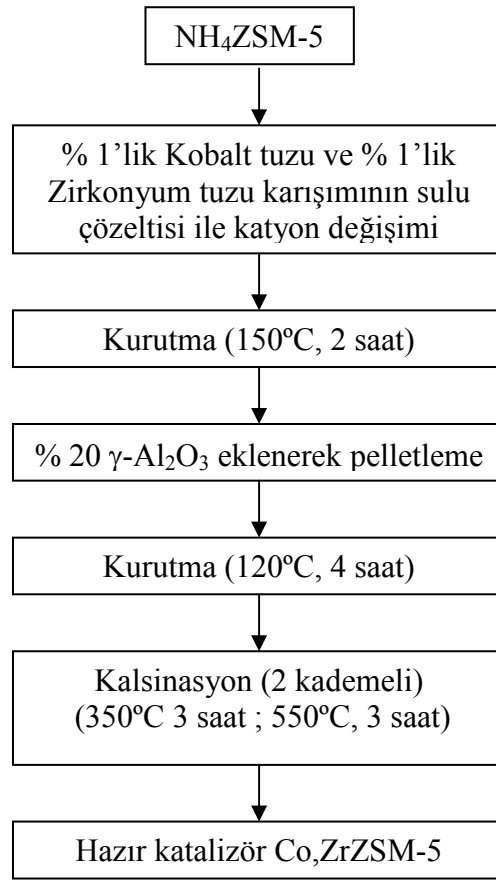 NH₄ZSM-5
% 1’lik Kobalt tuzu ve % 1’lik
Zirkonyum tuzu karışımının sulu
çözeltisi ile katyon değişimi
Kurutma (150ºC, 2 saat)
% 20 γ-Al₂O₃ eklenerek pelletleme
Kurutma (120ºC, 4 saat)
Kalsinasyon (2 kademeli)
(350ºC 3 saat ; 550ºC, 3 saat)
Hazır katalizör Co,ZrZSM-5